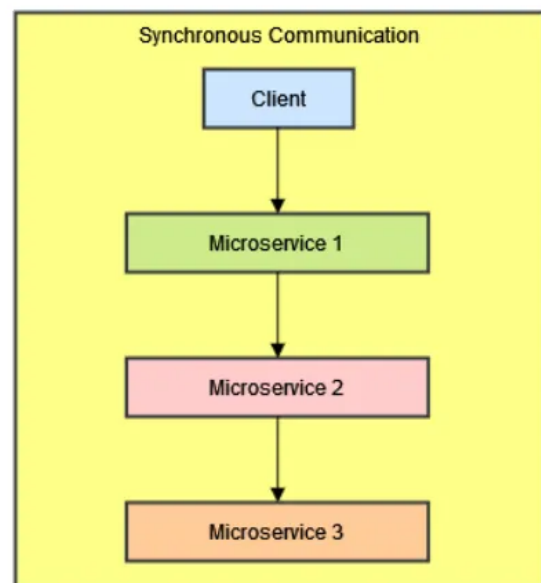 Synchronous Communication
Client
Microservice 1
Microservice 2
Microservice 3